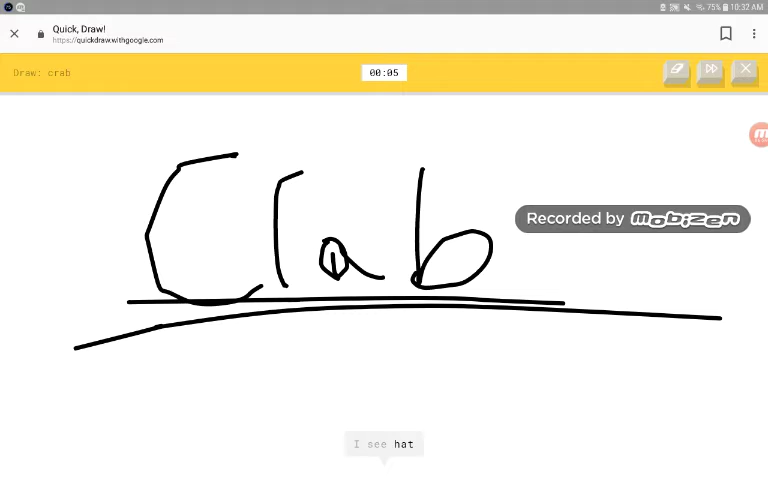 75% 10:32 AM
Quick, Draw!
https://quickdraw.withgoogle.com
Draw: crab
00:05
Crab
Recorded by MOBIZEN
I see hat